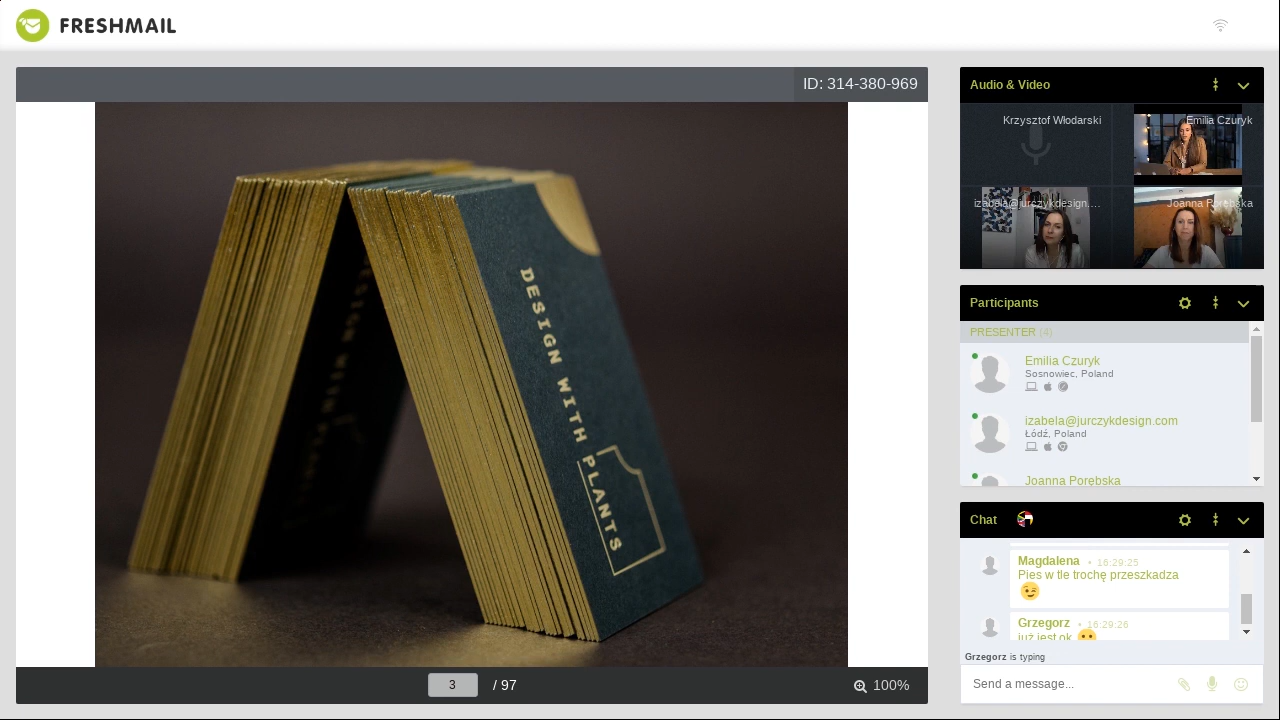 FRESHMAIL
ID: 314-380-969
DESIGN WITH PLANTS
3 / 97
100%
Audio & Video
Krzysztof Włodarski
Emilia Czuryk
izabela@jurczykdesign....
Joanna Porębska
Participants
PRESENTER (4)
Emilia Czuryk
Sosnowiec, Poland
izabela@jurczykdesign.com
Łódź, Poland
Joanna Porębska
Chat
Magdalena • 16:29:25
Pies w tle trochę przeszkadza
Grzegorz • 16:29:26
już jest ok
Grzegorz is typing
Send a message...